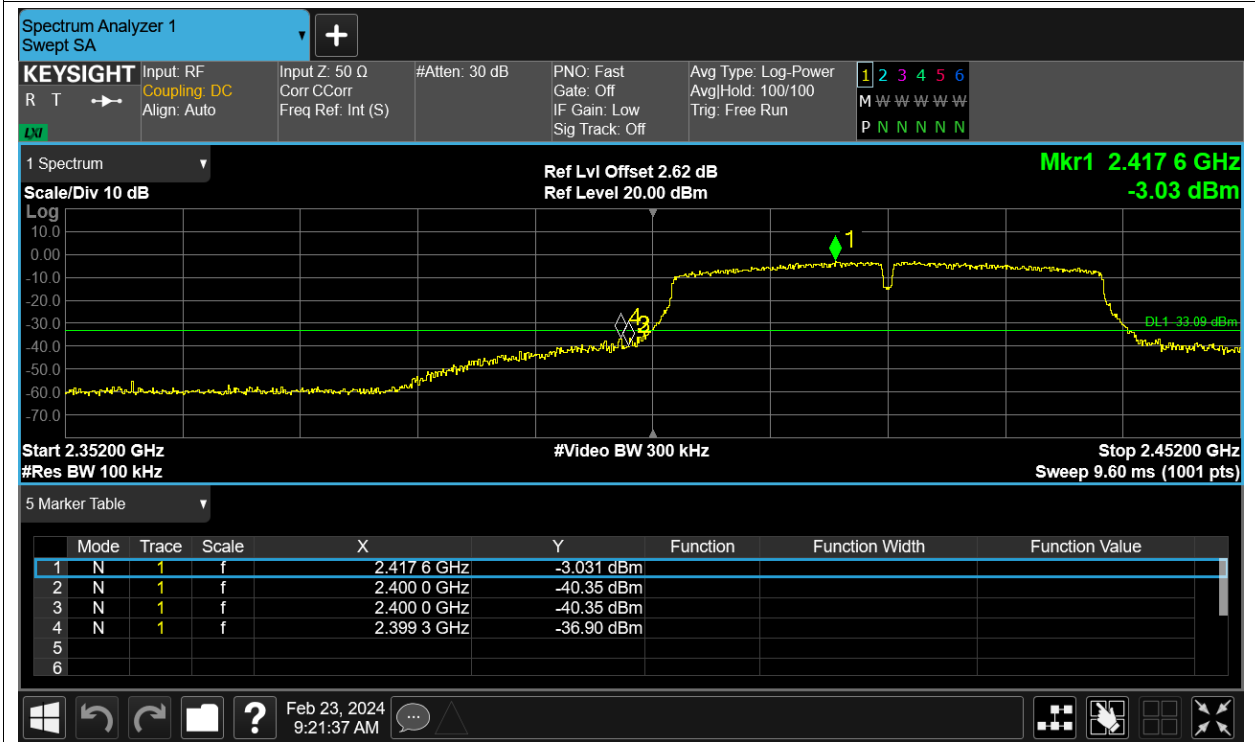 Spectrum Analyzer 1
Swept SA
+
KEYSIGHT Input: RF Input Z: 50 Ω #Atten: 30 dB PNO: Fast Avg Type: Log-Power 1 2 3 4 5 6
R T Coupling: DC Corr CCorr Gate: Off Avg|Hold: 100/100 M W W W W W
Align: Auto Freq Ref: Int (S) IF Gain: Low Trig: Free Run
LXI Sig Track: Off P N N N N N
1 Spectrum Ref Lvl Offset 2.62 dB Mkr1 2.417 6 GHz
Scale/Div 10 dB Ref Level 20.00 dBm -3.03 dBm
Log
10.0
1
0.00
-10.0
-20.0
4
3
-30.0
DL1 -33.09 dBm
-40.0
-50.0
-60.0
-70.0
Start 2.35200 GHz #Video BW 300 kHz Stop 2.45200 GHz
#Res BW 100 kHz Sweep 9.60 ms (1001 pts)
5 Marker Table
Mode Trace Scale X Y Function Function Width Function Value
1 N 1 f 2.417 6 GHz -3.031 dBm
2 N 1 f 2.400 0 GHz -40.35 dBm
3 N 1 f 2.400 0 GHz -40.35 dBm
4 N 1 f 2.399 3 GHz -36.90 dBm
5
6
? Feb 23, 2024
9:21:37 AM